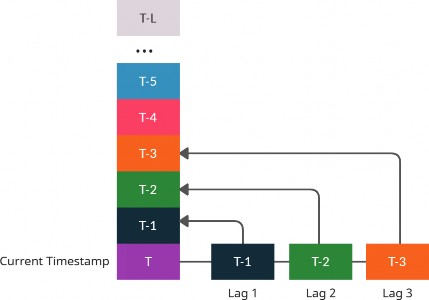 T-L
...
T-5
T-4
T-3
T-2
T-1
Current Timestamp T T-1 T-2 T-3
Lag 1 Lag 2 Lag 3